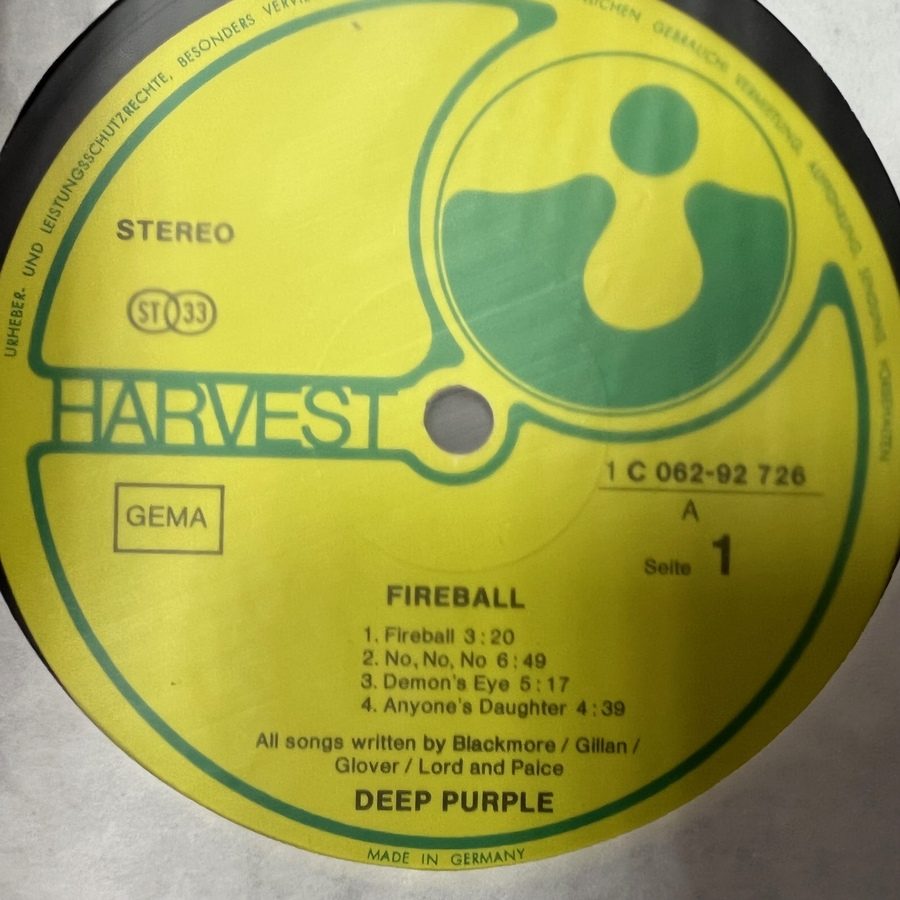 URHEBER- UND LEISTUNGSSCHUTZRECHTE, BESONDERS
GEBRAUCH
STEREO
ST 33
HARVEST
GEMA
1 C 062-92 726
A
Seite 1
FIREBALL
1. Fireball 3:20
2. No, No, No 6:49
3. Demon's Eye 5:17
4. Anyone's Daughter 4:39
All songs written by Blackmore / Gillan /
Glover / Lord and Paice
DEEP PURPLE
MADE IN GERMANY